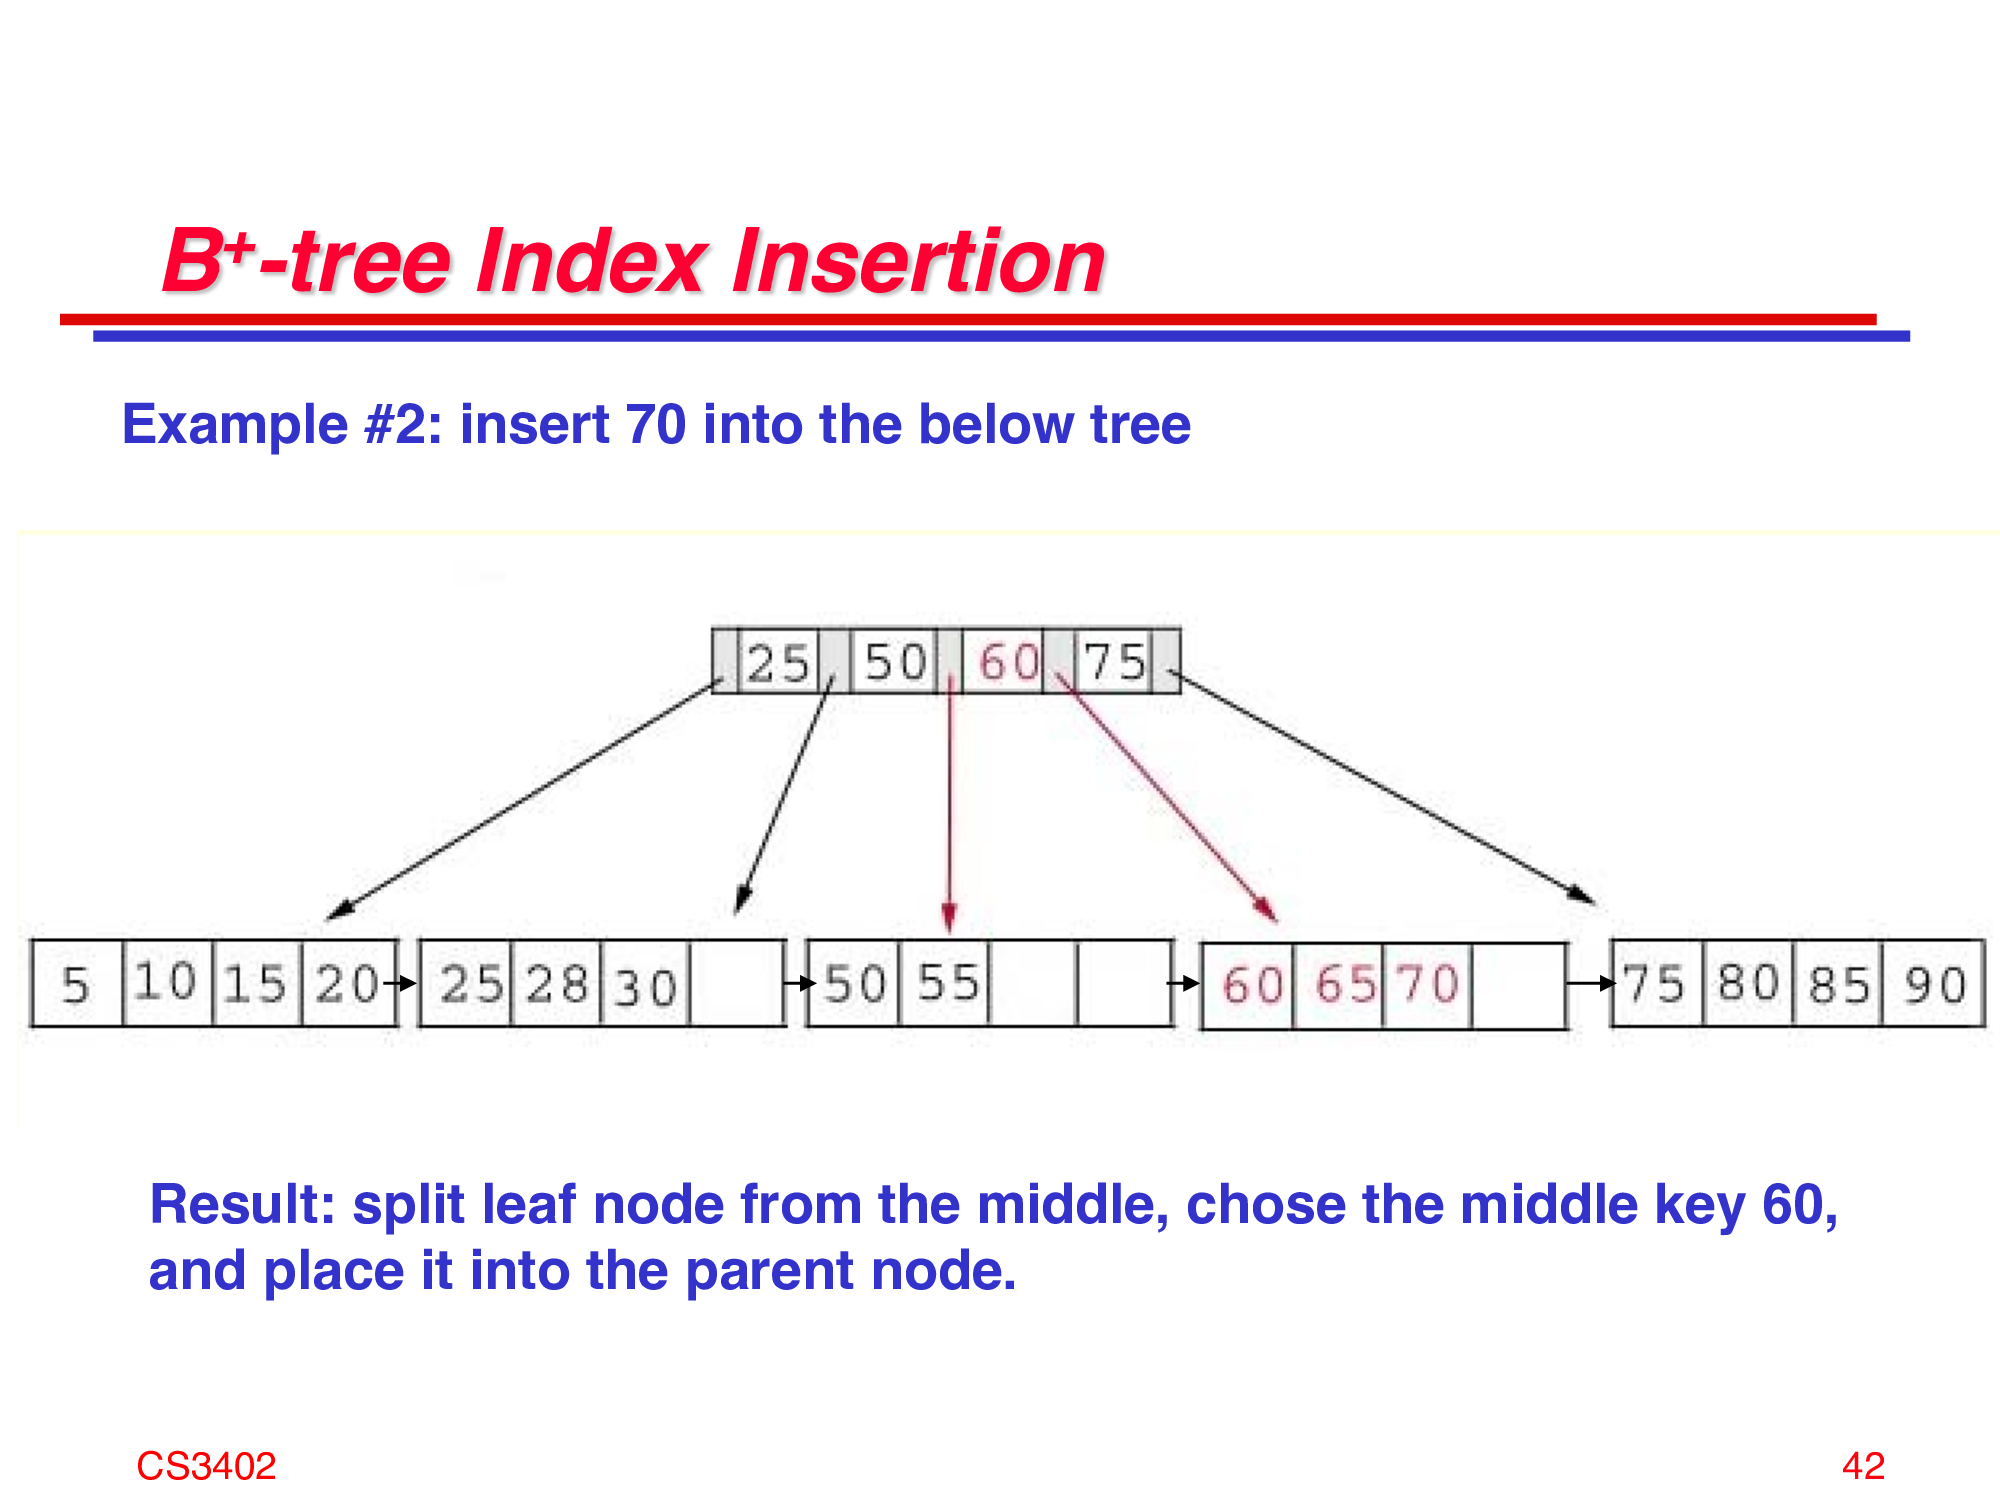 B+-tree Index Insertion
Example #2: insert 70 into the below tree
25 50 60 75
5 10 15 20 25 28 30 50 55 60 65 70 75 80 85 90
Result: split leaf node from the middle, chose the middle key 60,
and place it into the parent node.
CS3402 42